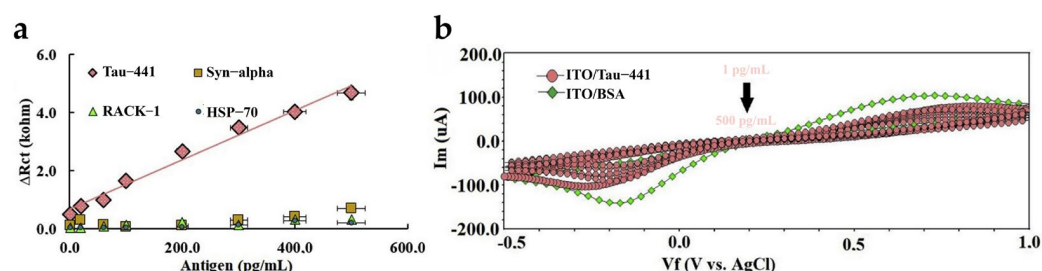 a
6.0
4.0
2.0
0.0
ΔRct (kohm)
Tau−441
Syn−alpha
RACK−1
HSP−70
0.0
200.0
400.0
600.0
Antigen (pg/mL)
b
200.0
100.0
0.0
-100.0
-200.0
Im (uA)
ITO/Tau−441
ITO/BSA
1 pg/mL
500 pg/mL
-0.5
0.0
0.5
1.0
Vf (V vs. AgCl)